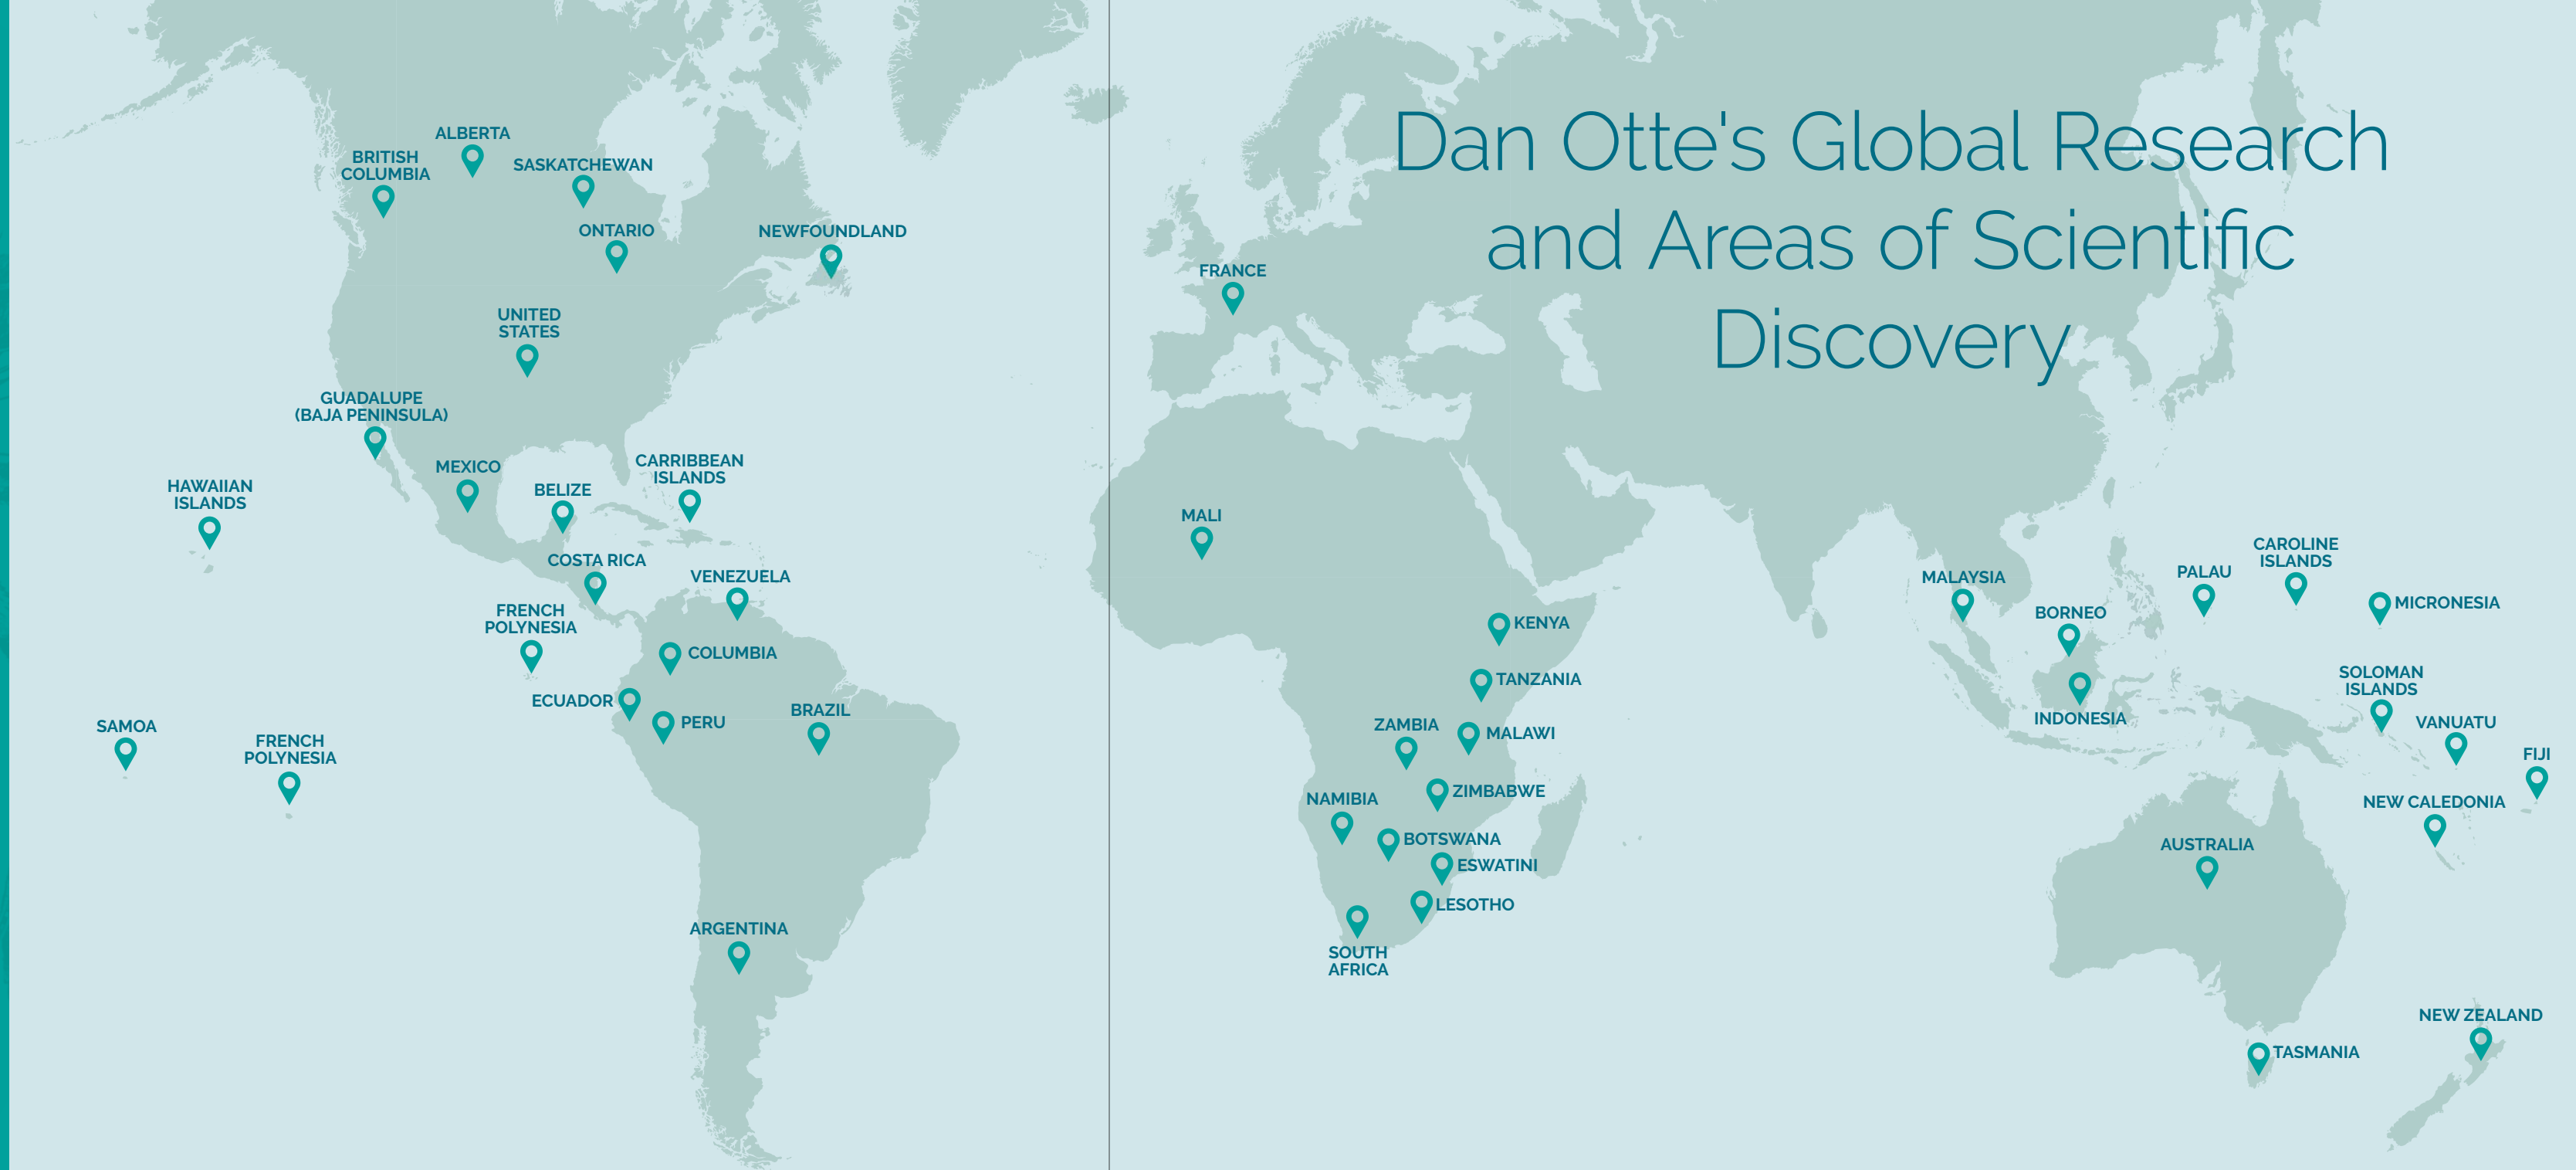 Dan Otte's Global Research
and Areas of Scientific
Discovery
ALBERTA
BRITISH
COLUMBIA
SASKATCHEWAN
ONTARIO
NEWFOUNDLAND
UNITED
STATES
GUADALUPE
(BAJA PENINSULA)
MEXICO
HAWAIIAN
ISLANDS
BELIZE
CARRIBBEAN
ISLANDS
COSTA RICA
VENEZUELA
FRENCH
POLYNESIA
COLUMBIA
ECUADOR
PERU
BRAZIL
SAMOA
FRENCH
POLYNESIA
ARGENTINA
FRANCE
MALI
KENYA
TANZANIA
ZAMBIA
MALAWI
ZIMBABWE
NAMIBIA
BOTSWANA
ESWATINI
LESOTHO
SOUTH
AFRICA
MALAYSIA
BORNEO
INDONESIA
PALAU
CAROLINE
ISLANDS
MICRONESIA
SOLOMAN
ISLANDS
VANUATU
FIJI
NEW CALEDONIA
AUSTRALIA
NEW ZEALAND
TASMANIA